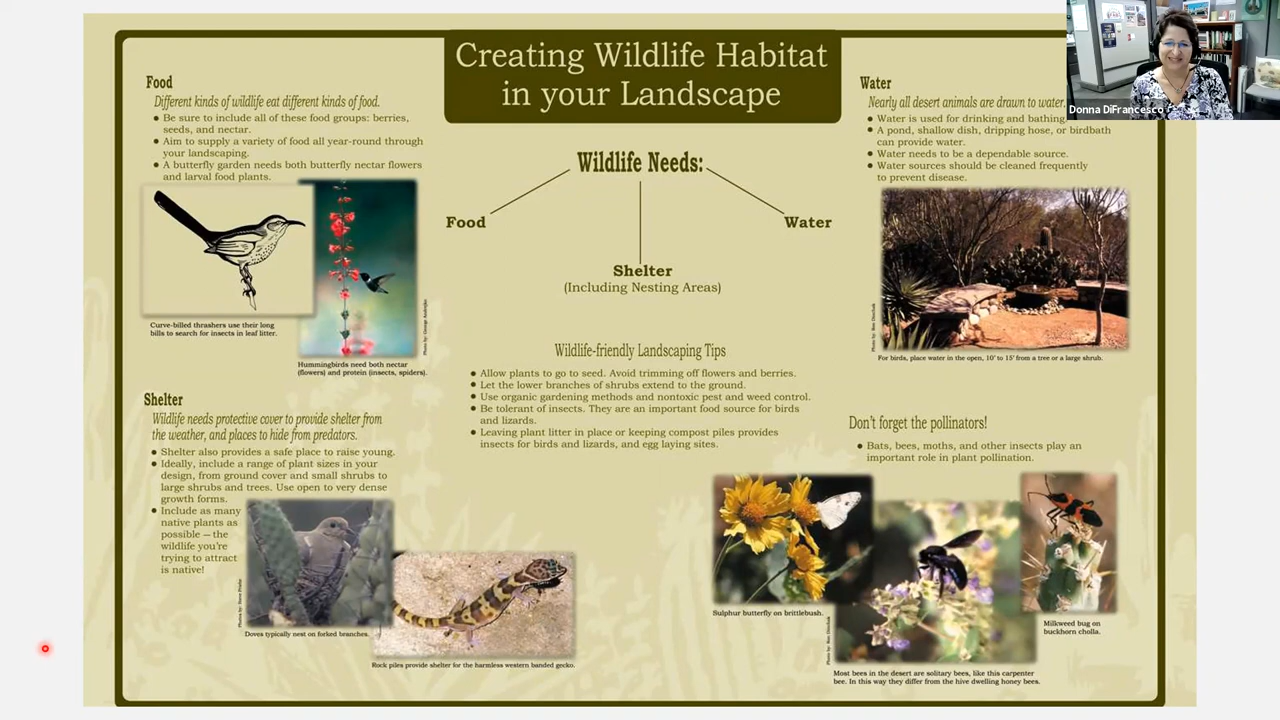 Creating Wildlife Habitat
in your Landscape
Donna DiFrancesco
Food
Different kinds of wildlife eat different kinds of food.
• Be sure to include all of these food groups: berries,
seeds, and nectar.
• Aim to supply a variety of food all year-round through
your landscaping.
• A butterfly garden needs both butterfly nectar flowers
and larval food plants.
Curve-billed thrashers use their long
bills to search for insects in leaf litter.
Hummingbirds need both nectar
(flowers) and protein (insects, spiders).
Shelter
Wildlife needs protective cover to provide shelter from
the weather, and places to hide from predators.
• Shelter also provides a safe place to raise young.
• Ideally, include a range of plant sizes in your
design, from ground cover and small shrubs to
large shrubs and trees. Use open to very dense
growth forms.
• Include as many
native plants as
possible — the
wildlife you're
trying to attract
is native!
Doves typically nest on forked branches.
Rock piles provide shelter for the harmless western banded gecko.
Wildlife Needs:
Food
Water
Shelter
(Including Nesting Areas)
Wildlife-friendly Landscaping Tips
• Allow plants to go to seed. Avoid trimming off flowers and berries.
• Let the lower branches of shrubs extend to the ground.
• Use organic gardening methods and nontoxic pest and weed control.
• Be tolerant of insects. They are an important food source for birds
and lizards.
• Leaving plant litter in place or keeping compost piles provides
insects for birds and lizards, and egg laying sites.
Water
Nearly all desert animals are drawn to water.
• Water is used for drinking and bathing.
• A pond, shallow dish, dripping hose, or birdbath
can provide water.
• Water needs to be a dependable source.
• Water sources should be cleaned frequently
to prevent disease.
For birds, place water in the open, 10' to 15' from a tree or a large shrub.
Don't forget the pollinators!
• Bats, bees, moths, and other insects play an
important role in plant pollination.
Sulphur butterfly on brittlebush.
Most bees in the desert are solitary bees, like this carpenter
bee. In this way they differ from the hive dwelling honey bees.
Milkweed bug on
buckhorn cholla.